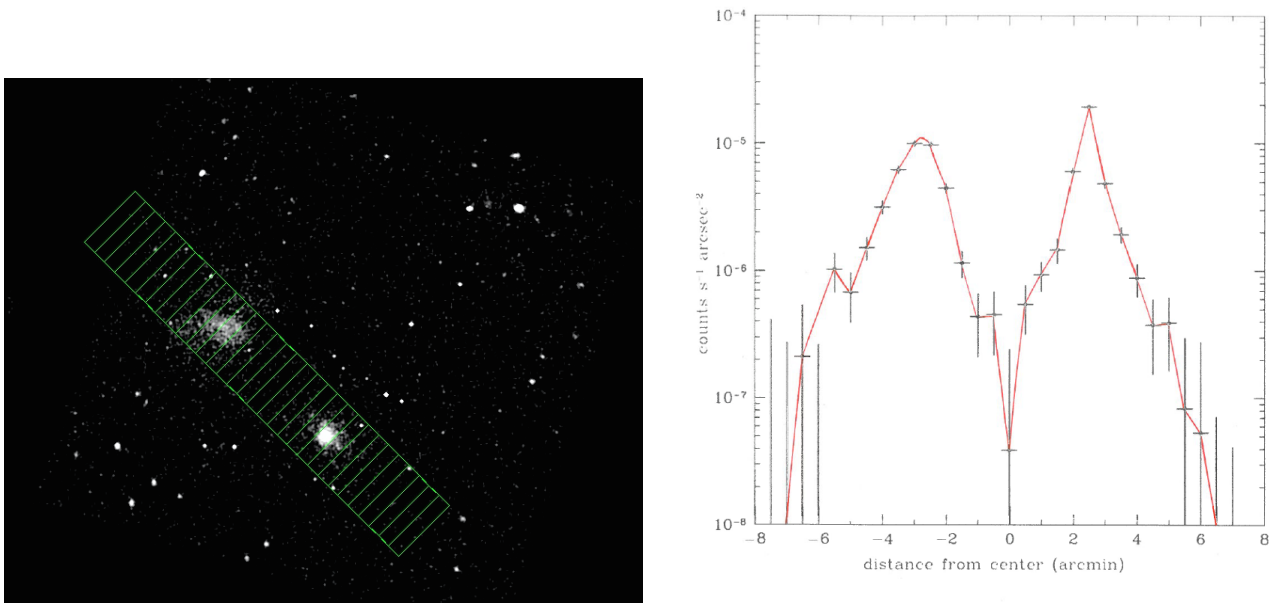 10⁻⁴
10⁻⁵
10⁻⁶
10⁻⁷
10⁻⁸
counts s⁻¹ arcsec⁻²
−8 −6 −4 −2 0 2 4 6 8
distance from center (arcmin)